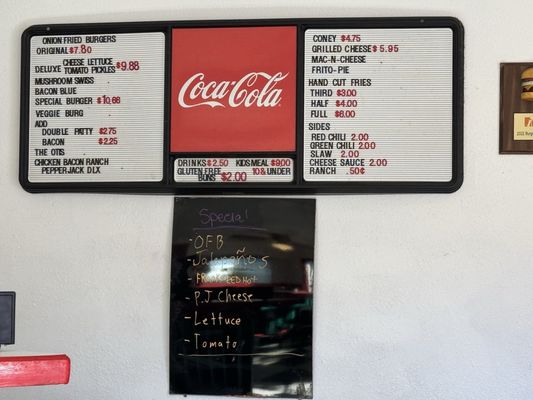 ONION FRIED BURGERS
ORIGINAL $7.80
DELUXE CHEESE LETTUCE TOMATO PICKLES $9.88
MUSHROOM SWISS
BACON BLUE
SPECIAL BURGER $10.66
VEGGIE BURG
ADD
DOUBLE PATTY $2.75
BACON $2.25
THE OTIS
CHICKEN BACON RANCH
PEPPERJACK DLX
Coca-Cola
DRINKS $2.50 KIDS MEAL $9.00
GLUTEN FREE BUNS $2.00 10 & UNDER
CONEY $4.75
GRILLED CHEESE $5.95
MAC-N-CHEESE
FRITO-PIE
HAND CUT FRIES
THIRD $3.00
HALF $4.00
FULL $6.00
SIDES
RED CHILI 2.00
GREEN CHILI 2.00
SLAW 2.00
CHEESE SAUCE 2.00
RANCH .50¢
Special
- OFB
- Jalapeños
- RED HOT
- P.J. Cheese
- Lettuce
- Tomato